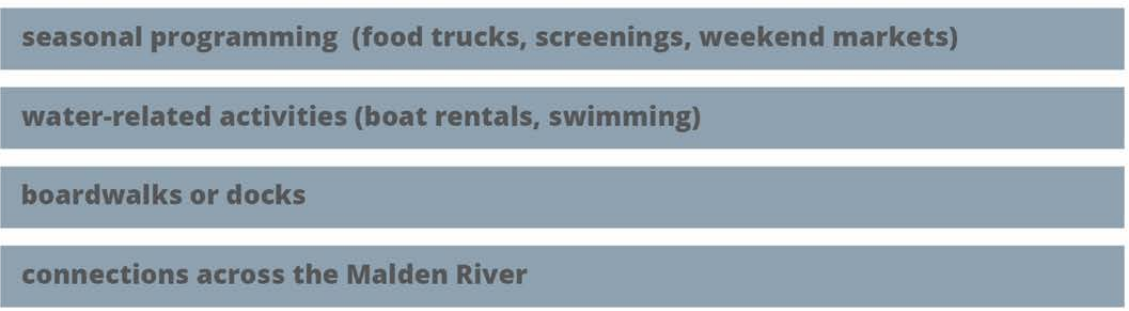 seasonal programming (food trucks, screenings, weekend markets)
water-related activities (boat rentals, swimming)
boardwalks or docks
connections across the Malden River